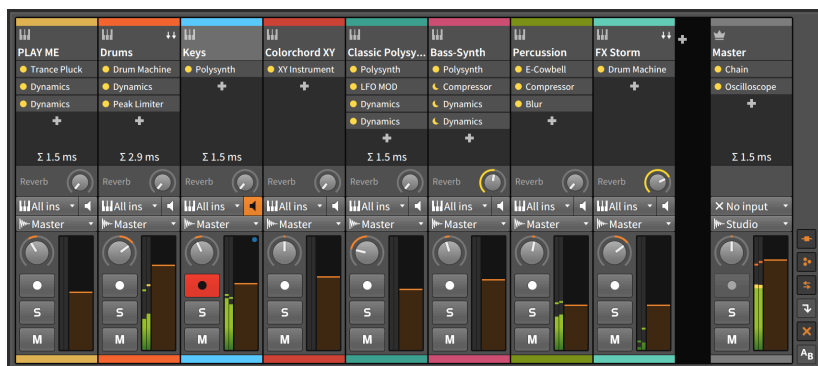 PLAY ME Drums Keys Colorchord XY Classic Polysy... Bass-Synth Percussion FX Storm Master
Trance Pluck Drum Machine Polysynth XY Instrument Polysynth Polysynth E-Cowbell Drum Machine Chain
Dynamics Dynamics LFO MOD Compressor Compressor Oscilloscope
Dynamics Peak Limiter Dynamics Dynamics Blur
Dynamics Dynamics
Σ 1.5 ms Σ 2.9 ms Σ 1.5 ms Σ 1.5 ms Σ 1.5 ms
Reverb Reverb Reverb Reverb Reverb Reverb Reverb Reverb
All ins All ins All ins All ins All ins All ins All ins All ins No input
Master Master Master Master Master Master Master Master Studio
S S S S S S S S S
M M M M M M M M M
AB